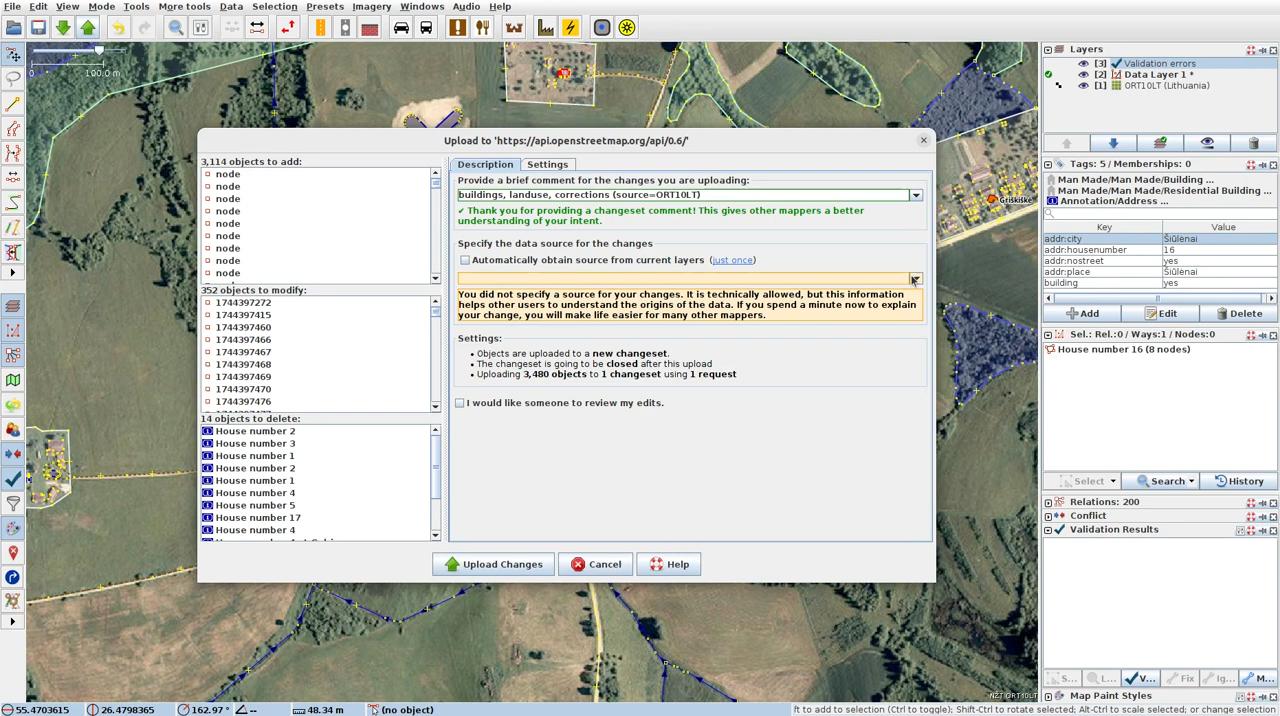 File Edit View Mode Tools More tools Data Selection Presets Imagery Windows Audio Help
0 100.0 m
Griškiškė
Upload to 'https://api.openstreetmap.org/api/0.6/'
3,114 objects to add:
node
node
node
node
node
node
node
node
node
352 objects to modify:
1744397272
1744397415
1744397460
1744397466
1744397467
1744397468
1744397469
1744397470
1744397476
14 objects to delete:
House number 2
House number 3
House number 1
House number 2
House number 1
House number 4
House number 5
House number 17
House number 4
Description Settings
Provide a brief comment for the changes you are uploading:
buildings, landuse, corrections (source=ORT10LT)
✔ Thank you for providing a changeset comment! This gives other mappers a better
understanding of your intent.
Specify the data source for the changes
Automatically obtain source from current layers (just once)
You did not specify a source for your changes. It is technically allowed, but this information
helps other users to understand the origins of the data. If you spend a minute now to explain
your change, you will make life easier for many other mappers.
Settings:
• Objects are uploaded to a new changeset.
• The changeset is going to be closed after this upload
• Uploading 3,480 objects to 1 changeset using 1 request
I would like someone to review my edits.
Upload Changes Cancel Help
Layers
[3] Validation errors
[2] Data Layer 1 *
[1] ORT10LT (Lithuania)
Tags: 5 / Memberships: 0
Man Made/Man Made/Building ...
Man Made/Man Made/Residential Building ...
Annotation/Address ...
Key Value
addr:city Šiūlėnai
addr:housenumber 16
addr:nostreet yes
addr:place Šiūlėnai
building yes
Add Edit Delete
Sel.: Rel.:0 / Ways:1 / Nodes:0
House number 16 (8 nodes)
Select Search History
Relations: 200
Conflict
Validation Results
S... L... V... Fix Ig... M...
Map Paint Styles
NŽT ORT10LT
55.4703615 26.4798365 162.97° -- 48.34 m (no object)
ft to add to selection (Ctrl to toggle); Shift-Ctrl to rotate selected; Alt-Ctrl to scale selected; or change selection